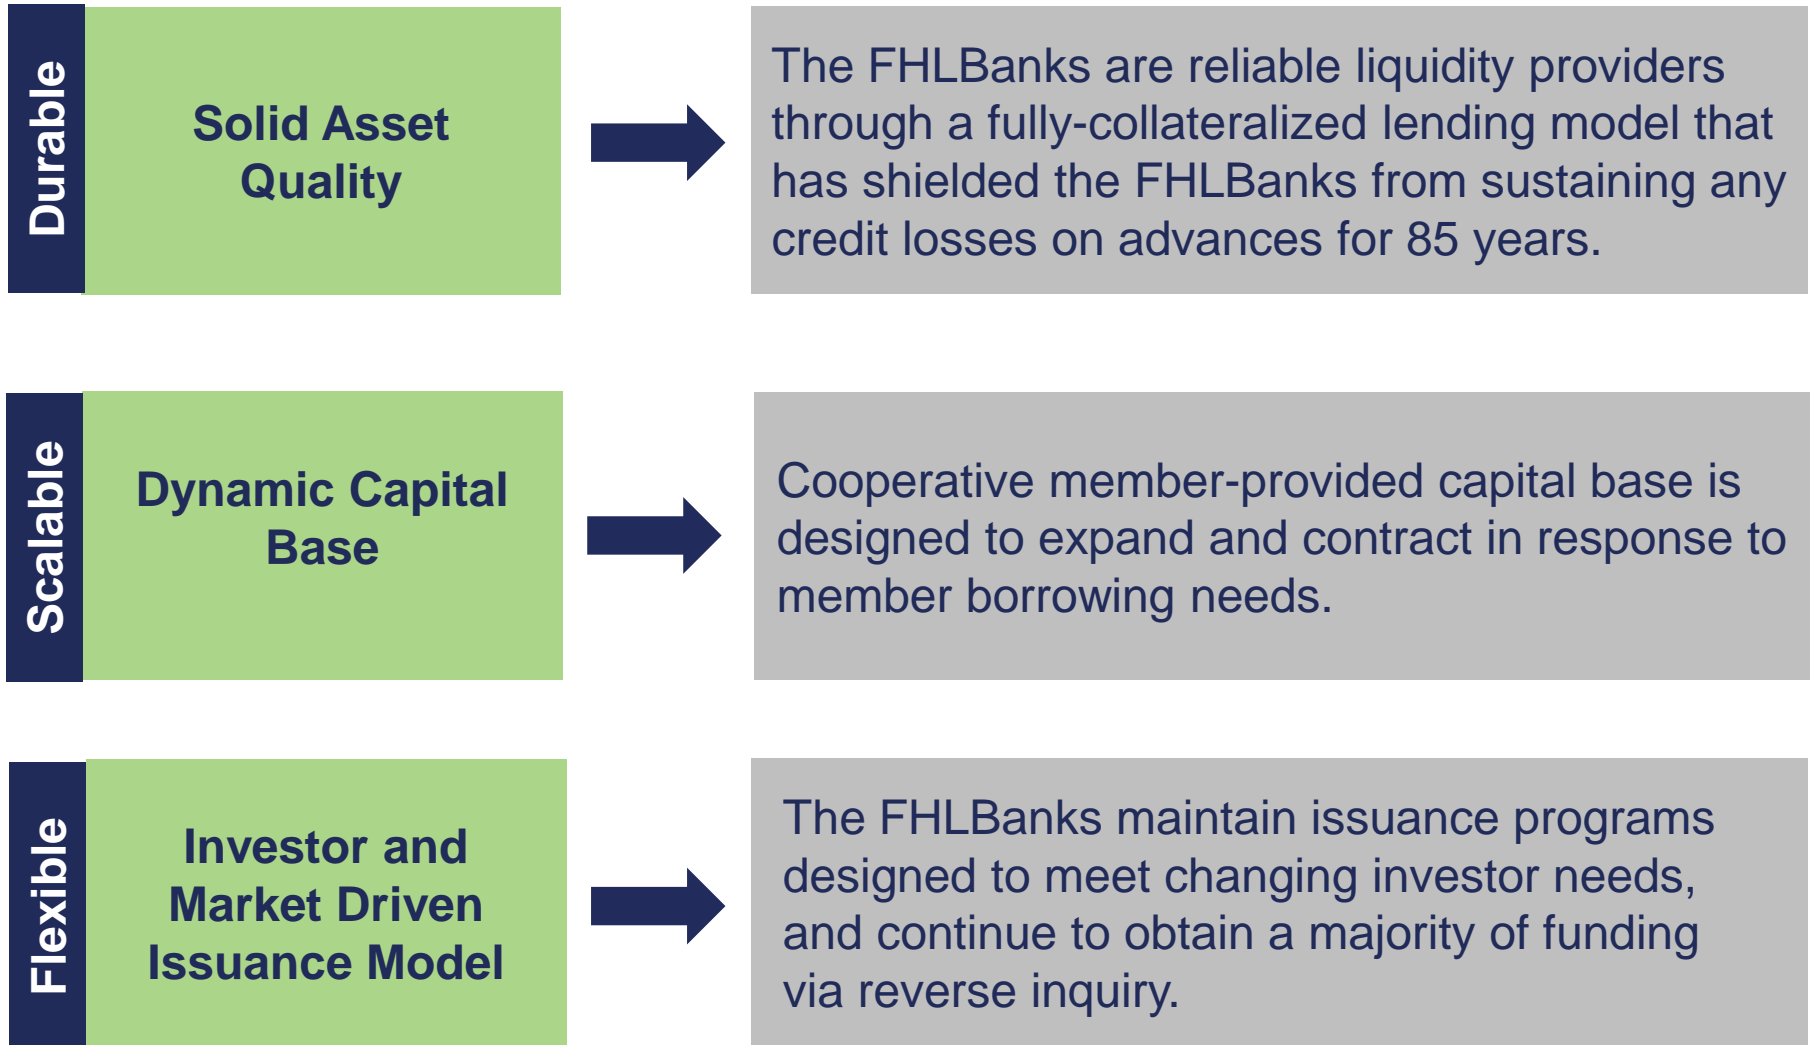 Durable
Solid Asset
Quality
The FHLBanks are reliable liquidity providers
through a fully-collateralized lending model that
has shielded the FHLBanks from sustaining any
credit losses on advances for 85 years.
Scalable
Dynamic Capital
Base
Cooperative member-provided capital base is
designed to expand and contract in response to
member borrowing needs.
Flexible
Investor and
Market Driven
Issuance Model
The FHLBanks maintain issuance programs
designed to meet changing investor needs,
and continue to obtain a majority of funding
via reverse inquiry.